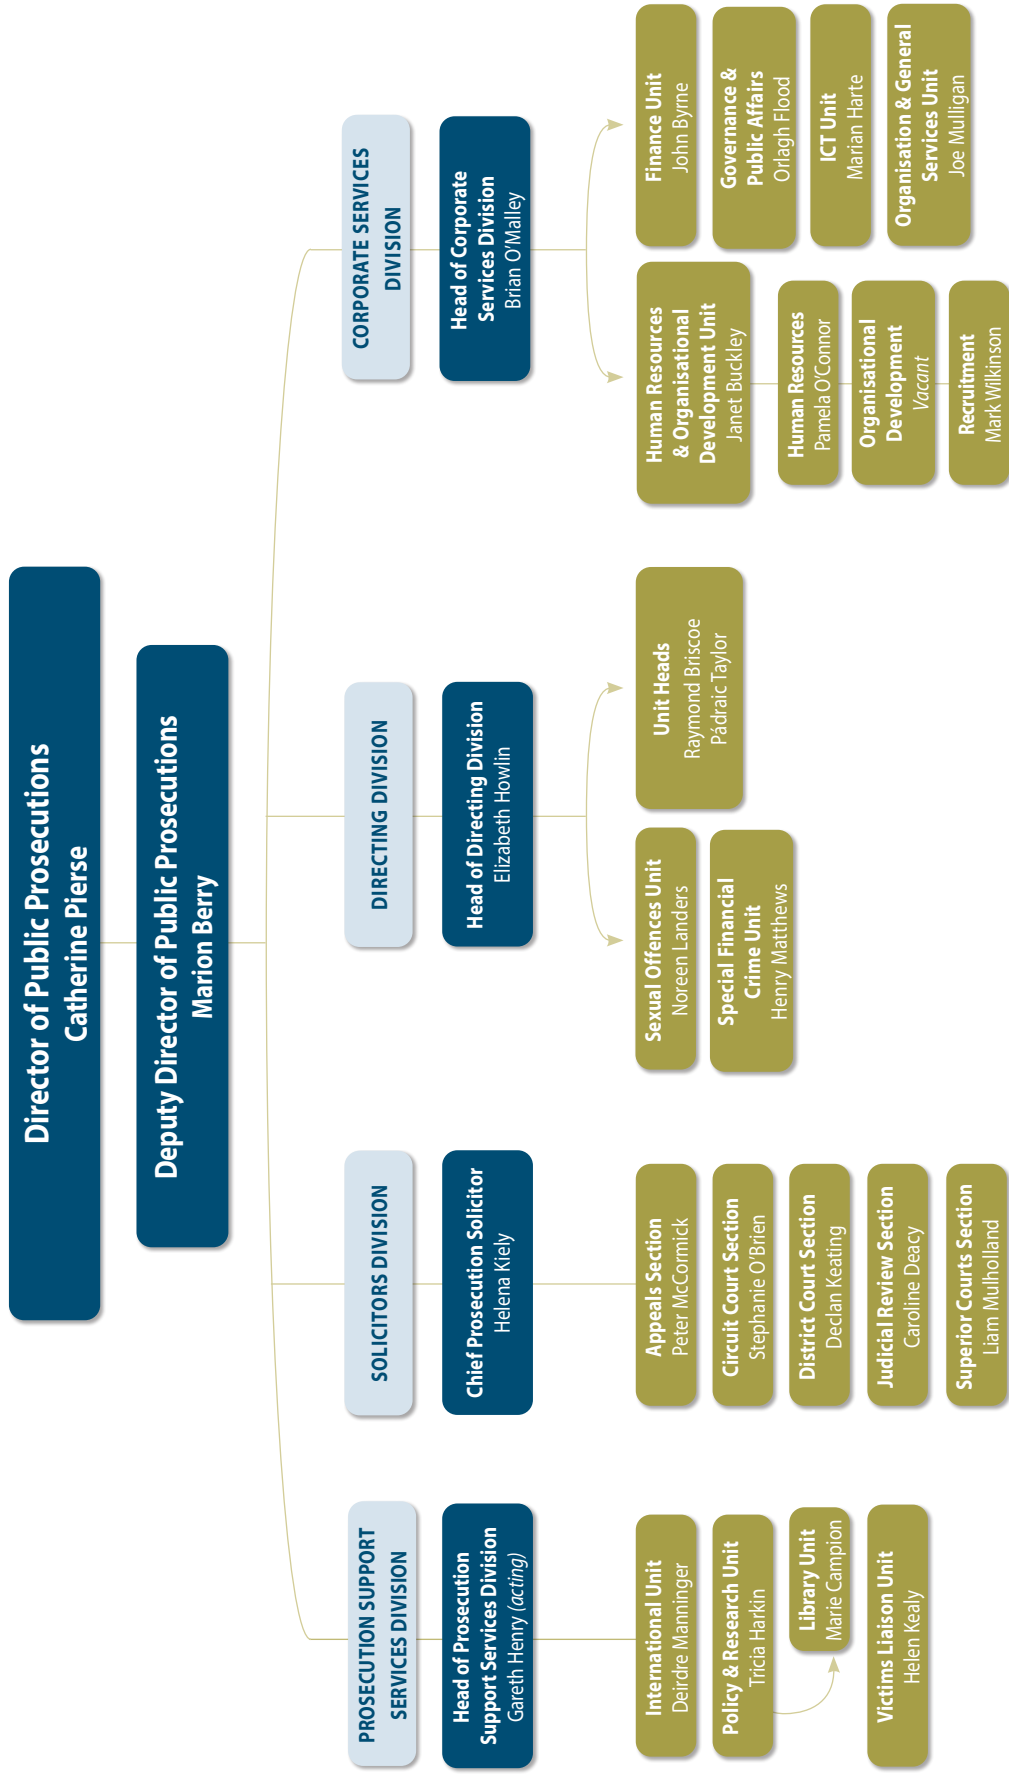 Director of Public Prosecutions
Catherine Pierse
Deputy Director of Public Prosecutions
Marion Berry
PROSECUTION SUPPORT
SERVICES DIVISION
Head of Prosecution
Support Services Division
Gareth Henry (acting)
International Unit
Deirdre Manninger
Policy & Research Unit
Tricia Harkin
Library Unit
Marie Campion
Victims Liaison Unit
Helen Kealy
SOLICITORS DIVISION
Chief Prosecution Solicitor
Helena Kiely
Appeals Section
Peter McCormick
Circuit Court Section
Stephanie O'Brien
District Court Section
Declan Keating
Judicial Review Section
Caroline Deacy
Superior Courts Section
Liam Mulholland
DIRECTING DIVISION
Head of Directing Division
Elizabeth Howlin
Sexual Offences Unit
Noreen Landers
Special Financial
Crime Unit
Henry Matthews
Unit Heads
Raymond Briscoe
Pádraic Taylor
CORPORATE SERVICES
DIVISION
Head of Corporate
Services Division
Brian O'Malley
Human Resources
& Organisational
Development Unit
Janet Buckley
Human Resources
Pamela O'Connor
Organisational
Development
Vacant
Recruitment
Mark Wilkinson
Finance Unit
John Byrne
Governance &
Public Affairs
Orlagh Flood
ICT Unit
Marian Harte
Organisation & General
Services Unit
Joe Mulligan